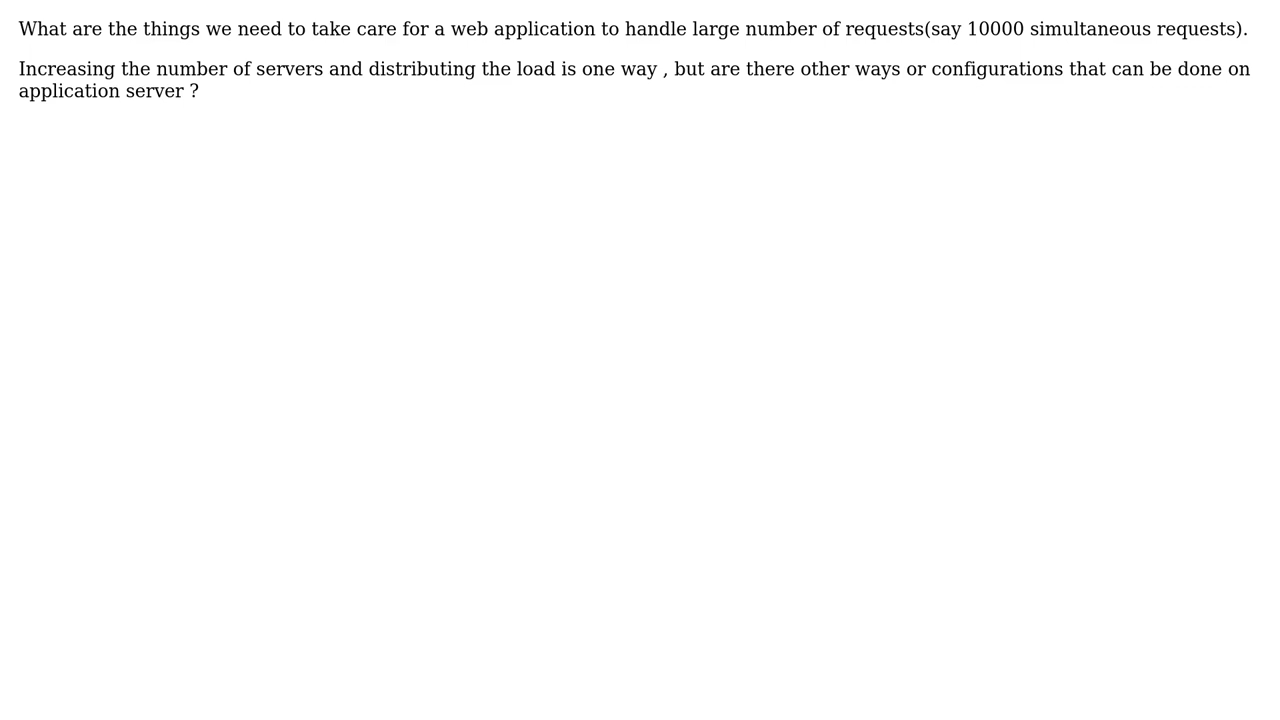 What are the things we need to take care for a web application to handle large number of requests(say 10000 simultaneous requests).
Increasing the number of servers and distributing the load is one way , but are there other ways or configurations that can be done on
application server ?